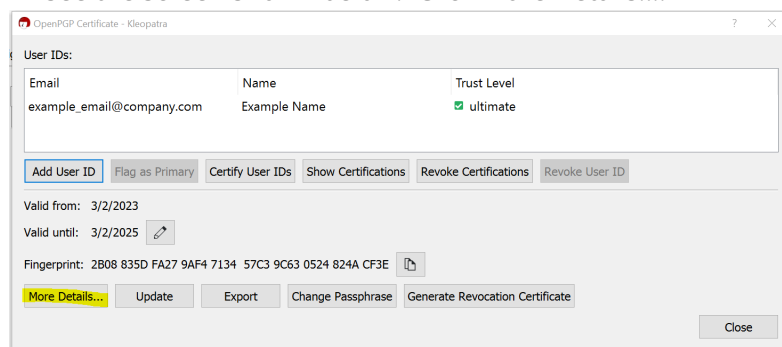 OpenPGP Certificate - Kleopatra ?
User IDs:
Email Name Trust Level
example_email@company.com Example Name ultimate
Add User ID Flag as Primary Certify User IDs Show Certifications Revoke Certifications Revoke User ID
Valid from: 3/2/2023
Valid until: 3/2/2025
Fingerprint: 2B08 835D FA27 9AF4 7134 57C3 9C63 0524 824A CF3E
More Details... Update Export Change Passphrase Generate Revocation Certificate
Close